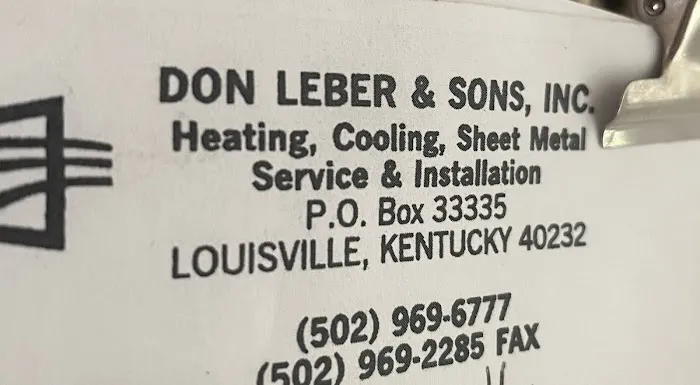 DON LEBER & SONS, INC.
Heating, Cooling, Sheet Metal
Service & Installation
P.O. Box 33335
LOUISVILLE, KENTUCKY 40232
(502) 969-6777
(502) 969-2285 FAX